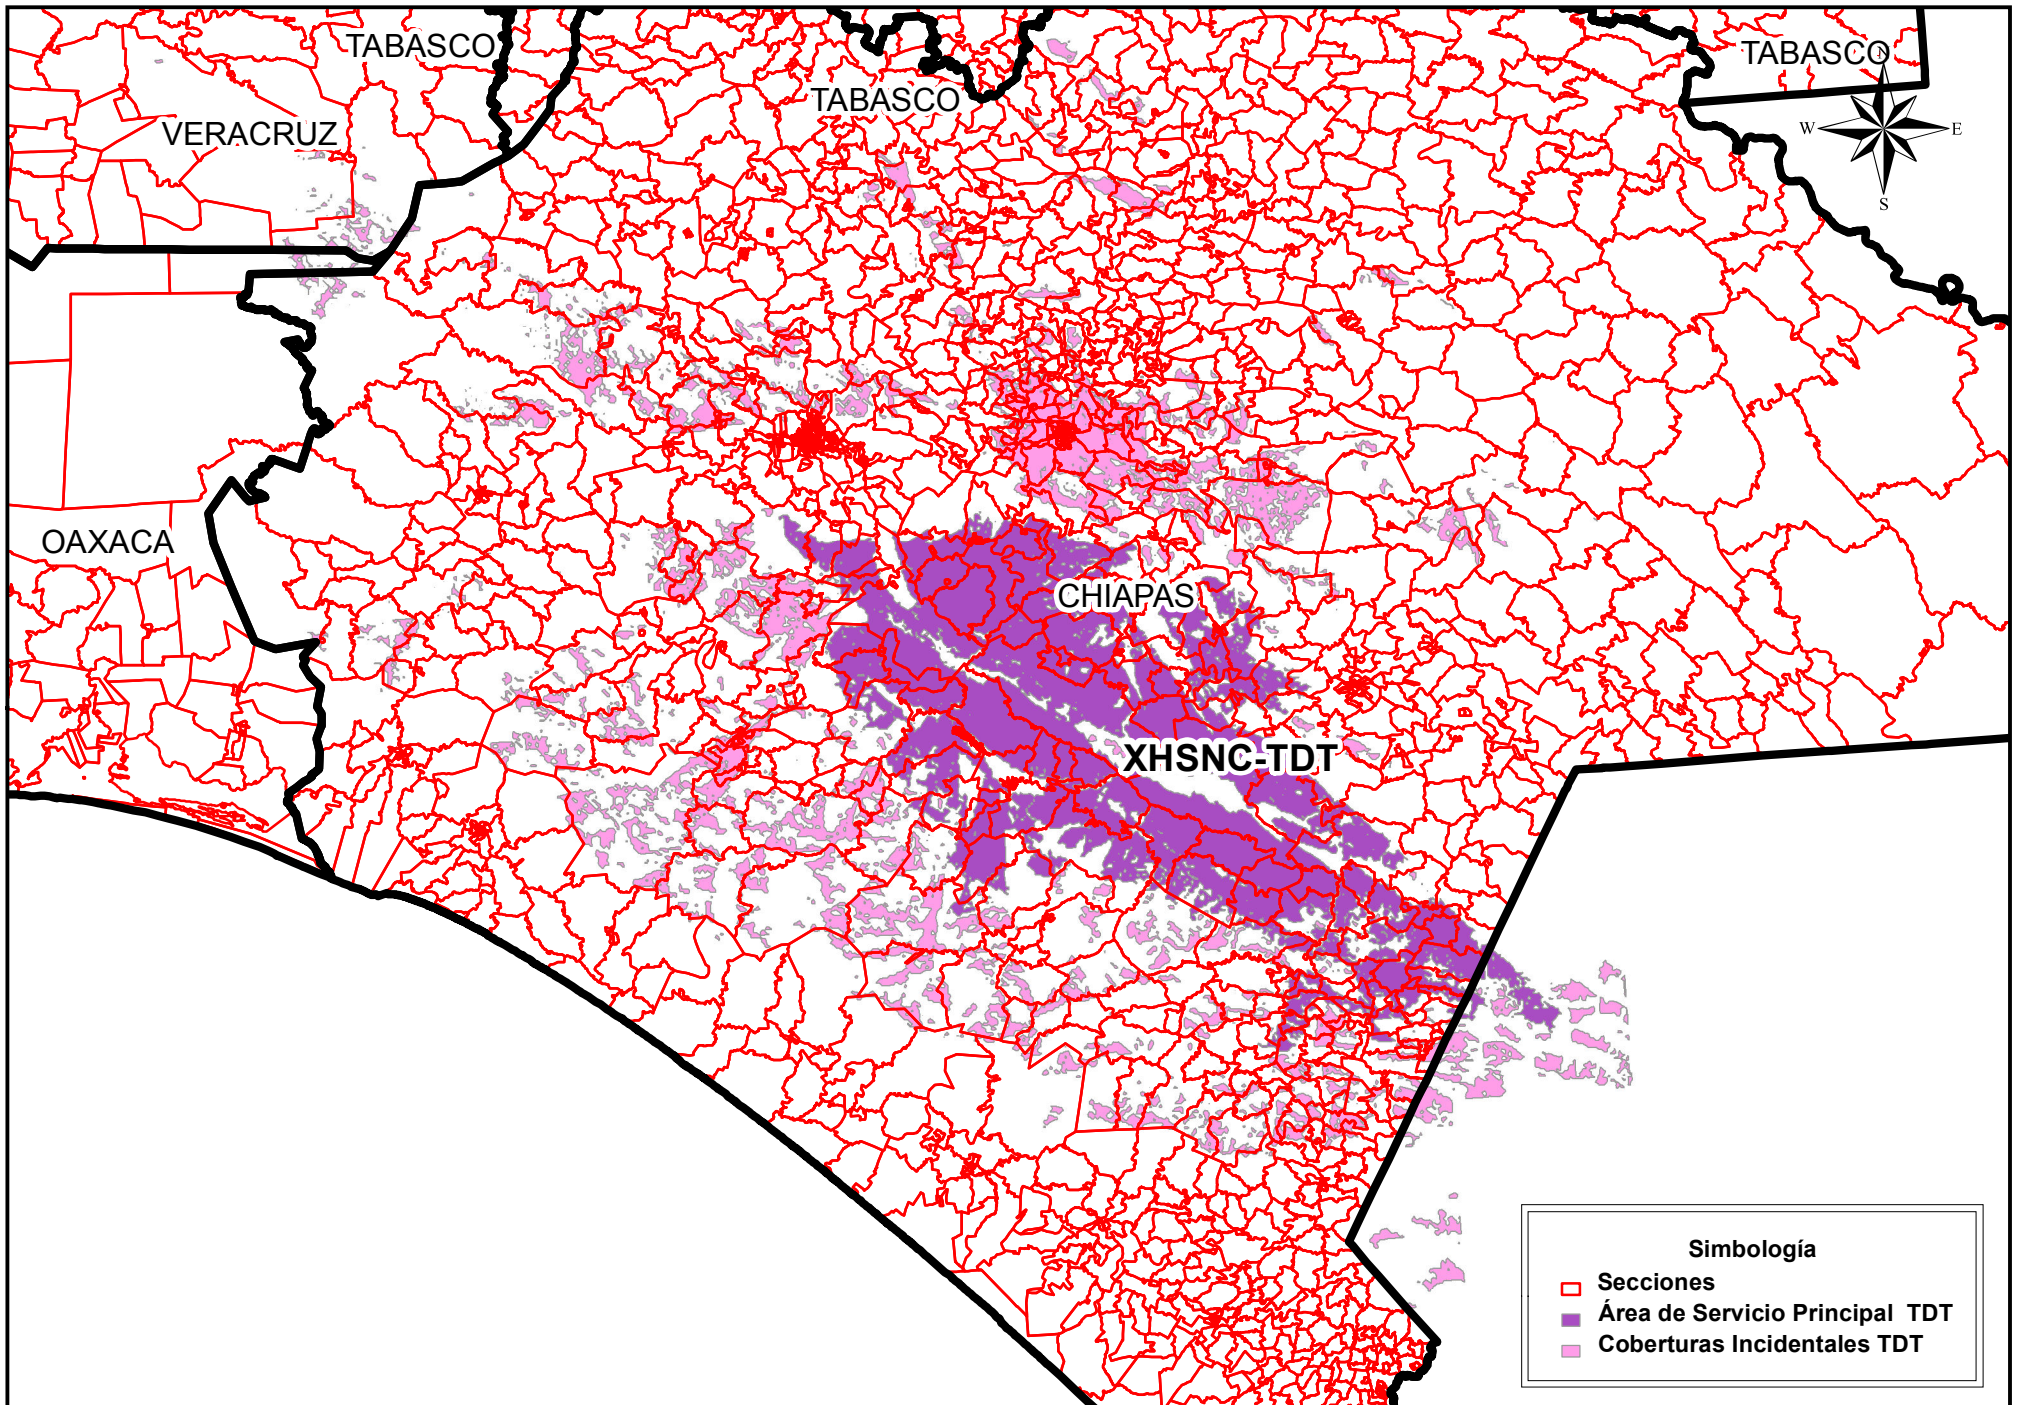 TABASCO
TABASCO
TABASCO
VERACRUZ
N
W
E
S
OAXACA
CHIAPAS
XHSNC-TDT
Simbología
Secciones
Área de Servicio Principal TDT
Coberturas Incidentales TDT